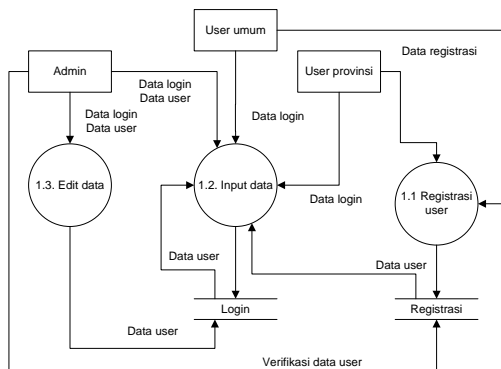 User umum
Data registrasi
Admin
User provinsi
Data login
Data user
Data login
Data user
Data login
1.3. Edit data
1.2. Input data
Data login
1.1 Registrasi
user
Data user
Data user
Login
Registrasi
Data user
Verifikasi data user